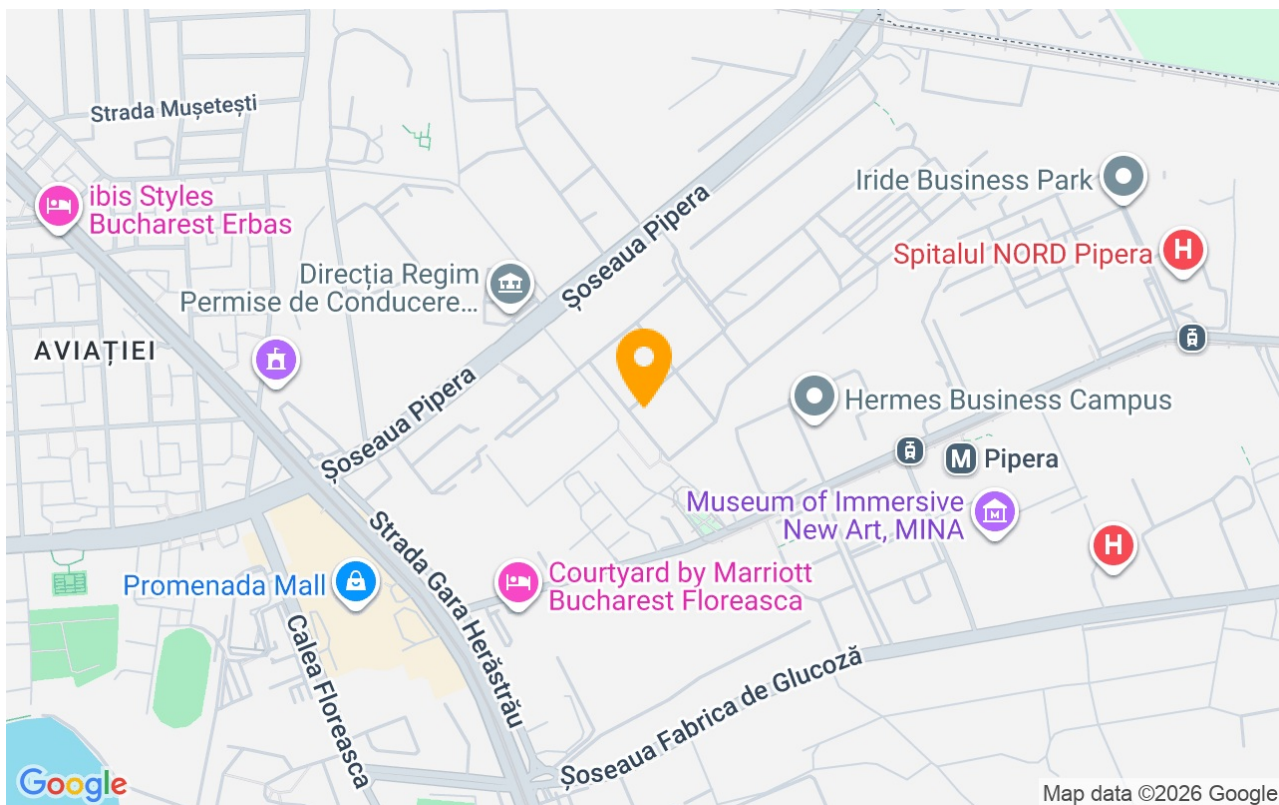 Strada Mușetești
ibis Styles
Bucharest Erbas
Direcția Regim
Permise de Conducere...
Șoseaua Pipera
Iride Business Park
Spitalul NORD Pipera
H
AVIAȚIEI
Șoseaua Pipera
Hermes Business Campus
M Pipera
Museum of Immersive
New Art, MINA
M
H
Strada Gara Herăstrău
Courtyard by Marriott
Bucharest Floreasca
Promenada Mall
Calea Floreasca
Șoseaua Fabrica de Glucoză
Google
Map data ©2026 Google